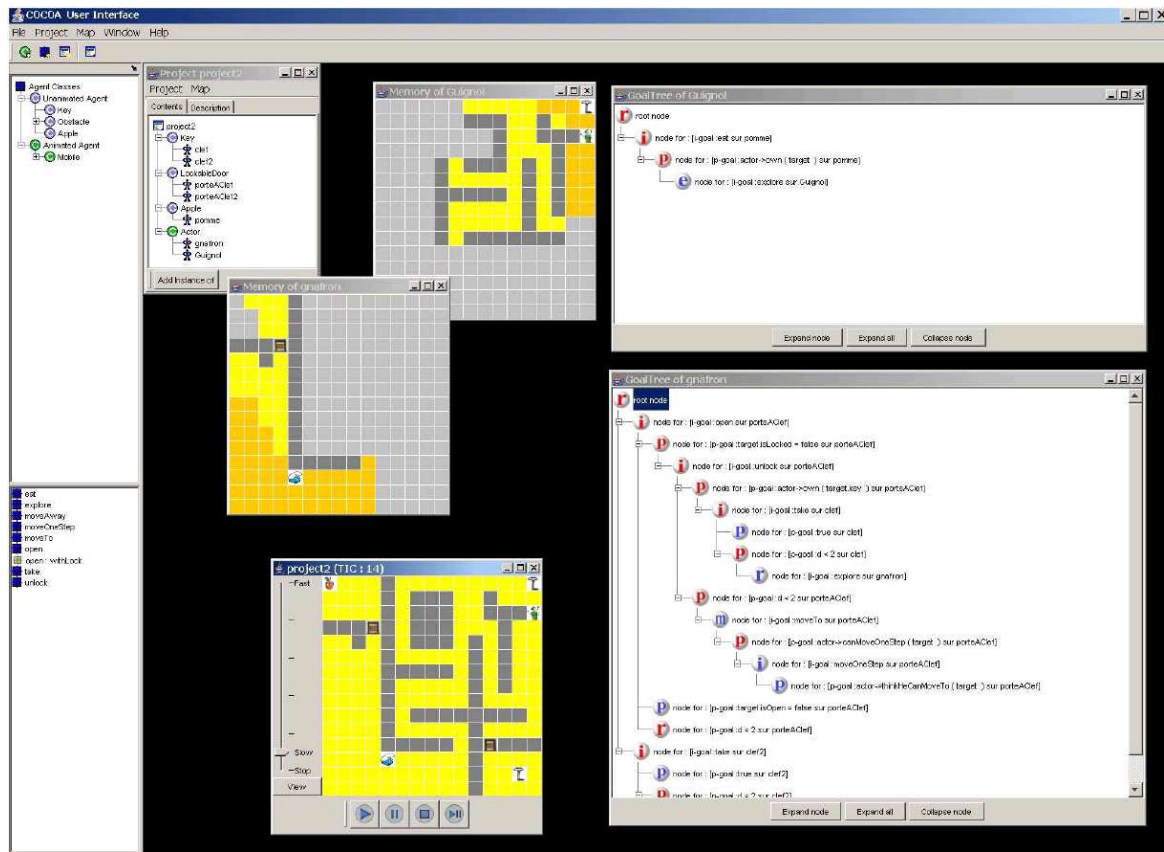 COCOA User Interface
File Project Map Window Help
Agent Classes
Unanimated Agent
Key
Obstacle
Apple
Animated Agent
Mobile
eat
explore
moveAway
moveOneStep
moveTo
open
open : withLock
take
unlock
Project project2
Project Map
Contents Description
project2
Key
clef1
clef2
LockableDoor
porteAClef1
porteAClef2
Apple
pomme
Actor
gnafron
Guignol
Add Instance of
Memory of Guignol
Memory of gnafron
project2 (TIC : 14)
Fast
Slow
Stop
View
GoalTree of Guignol
root node
node for : [i-goal :eat sur pomme]
node for : [p-goal :actor->own ( target ) sur pomme]
node for : [i-goal :explore sur Guignol]
Expand node Expand all Collapse node
GoalTree of gnafron
root node
node for : [i-goal :open sur porteAClef]
node for : [p-goal :target.isLocked = false sur porteAClef]
node for : [i-goal :unlock sur porteAClef]
node for : [p-goal :actor->own ( target.key ) sur porteAClef]
node for : [i-goal :take sur clef]
node for : [p-goal :true sur clef]
node for : [p-goal :d < 2 sur clef]
node for : [i-goal :explore sur gnafron]
node for : [p-goal :d < 2 sur porteAClef]
node for : [i-goal :moveTo sur porteAClef]
node for : [p-goal :actor->canMoveOneStep ( target ) sur porteAClef]
node for : [i-goal :moveOneStep sur porteAClef]
node for : [p-goal :actor->thinkHeCanMoveTo ( target ) sur porteAClef]
node for : [p-goal :target.isOpen = false sur porteAClef]
node for : [p-goal :d < 2 sur porteAClef]
node for : [i-goal :take sur clef2]
node for : [p-goal :true sur clef2]
node for : [p-goal :d < 2 sur clef2]
Expand node Expand all Collapse node